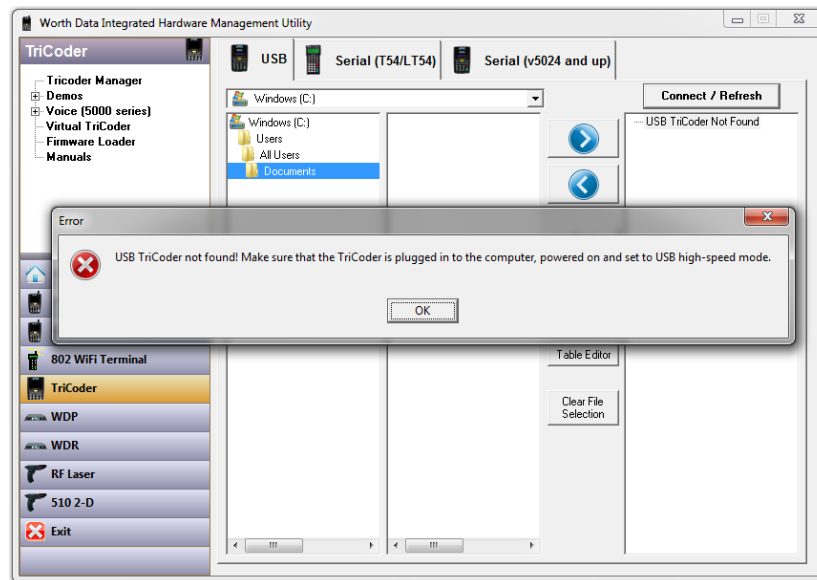 Worth Data Integrated Hardware Management Utility
TriCoder
Tricoder Manager
Demos
Voice (5000 series)
Virtual TriCoder
Firmware Loader
Manuals
USB
Serial (T54/LT54)
Serial (v5024 and up)
Windows (C:)
Connect / Refresh
Windows (C:)
Users
All Users
Documents
USB TriCoder Not Found
Error
USB TriCoder not found! Make sure that the TriCoder is plugged in to the computer, powered on and set to USB high-speed mode.
OK
802 WiFi Terminal
TriCoder
WDP
WDR
RF Laser
510 2-D
Exit
Table Editor
Clear File
Selection